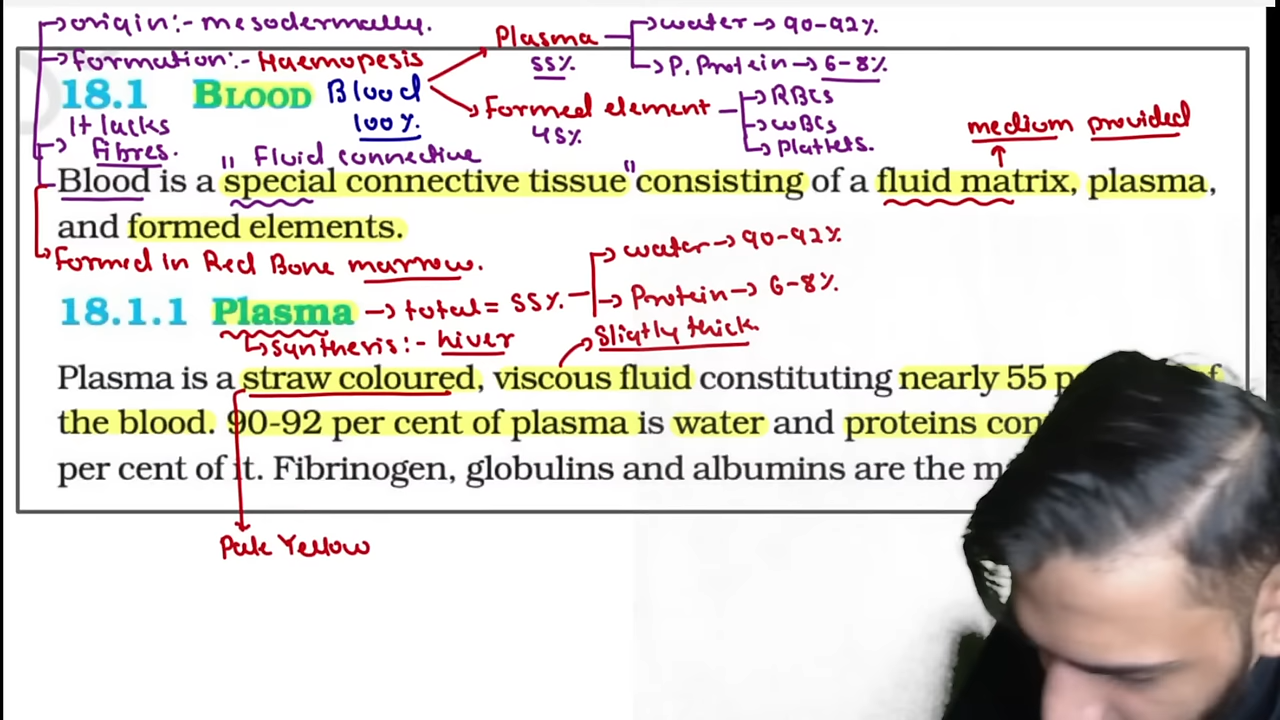 origin:- mesodermally.
Formation:- Haemopesis
Plasma
55%
water → 90-92%
P. Protein → 6-8%
18.1 BLOOD
Blood
100%
Formed element
45%
RBCs
WBCs
Platlets.
It lacks
fibres.
" Fluid connective "
medium provided
Blood is a special connective tissue consisting of a fluid matrix, plasma,
and formed elements.
Formed in Red Bone marrow.
water → 90-92%
Protein → 6-8%
18.1.1 Plasma → total = 55%
Synthesis:- liver
Sligtly thick.
Plasma is a straw coloured, viscous fluid constituting nearly 55
the blood. 90-92 per cent of plasma is water and proteins con
per cent of it. Fibrinogen, globulins and albumins are the
Pale Yellow